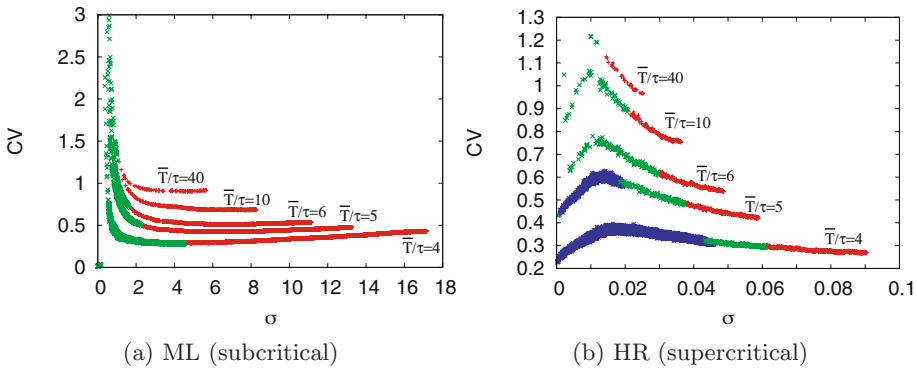 3
2.5
2
1.5
1
0.5
0
CV
0 2 4 6 8 10 12 14 16 18
σ
T̅/τ=40
T̅/τ=10
T̅/τ=6
T̅/τ=5
T̅/τ=4
(a) ML (subcritical)
1.3
1.2
1.1
1
0.9
0.8
0.7
0.6
0.5
0.4
0.3
0.2
CV
0 0.02 0.04 0.06 0.08 0.1
σ
T̅/τ=40
T̅/τ=10
T̅/τ=6
T̅/τ=5
T̅/τ=4
(b) HR (supercritical)